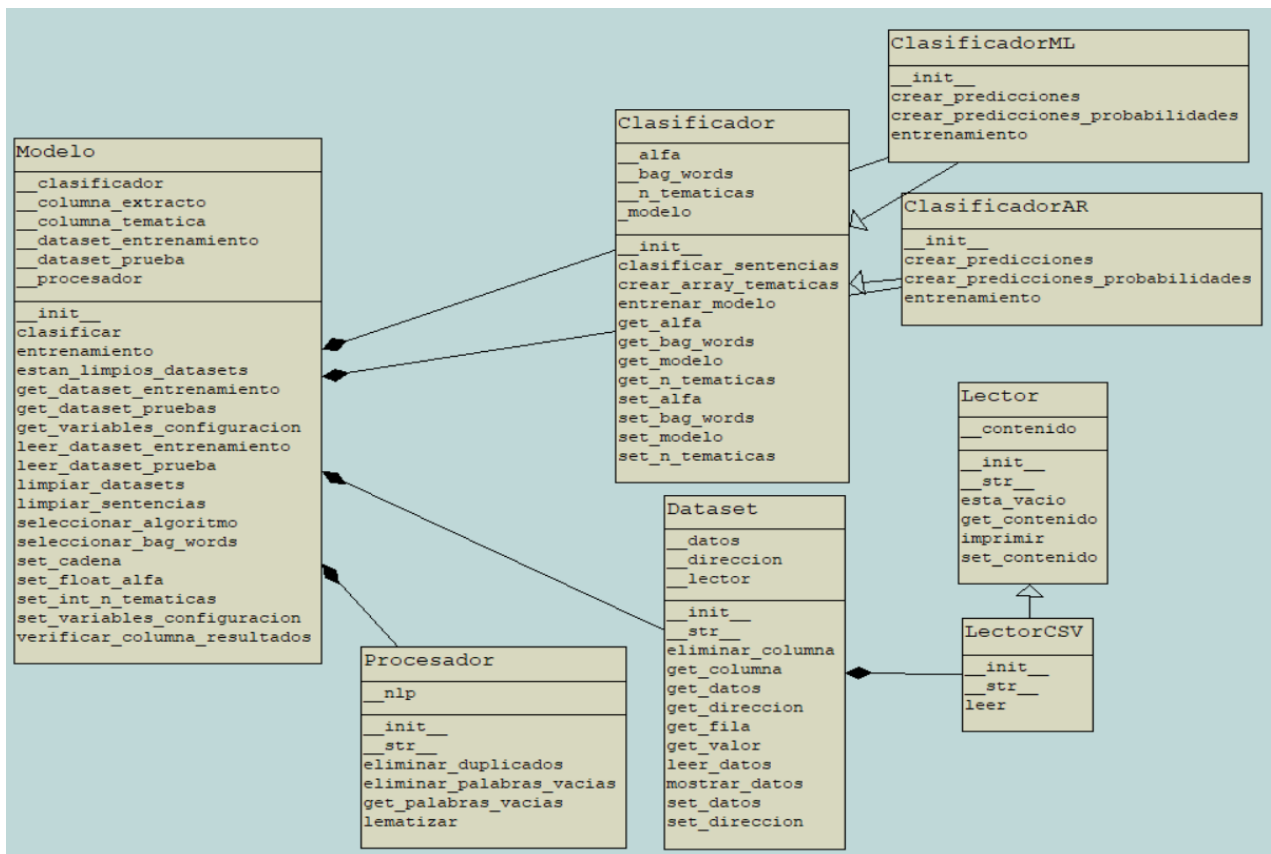 Modelo
__clasificador
__columna_extracto
__columna_tematica
__dataset_entrenamiento
__dataset_prueba
__procesador
__init__
clasificar
entrenamiento
estan_limpios_datasets
get_dataset_entrenamiento
get_dataset_pruebas
get_variables_configuracion
leer_dataset_entrenamiento
leer_dataset_prueba
limpiar_datasets
limpiar_sentencias
seleccionar_algoritmo
seleccionar_bag_words
set_cadena
set_float_alfa
set_int_n_tematicas
set_variables_configuracion
verificar_columna_resultados
Procesador
__nlp
__init__
__str__
eliminar_duplicados
eliminar_palabras_vacias
get_palabras_vacias
lematizar
Clasificador
__alfa
__bag_words
__n_tematicas
_modelo
__init__
clasificar_sentencias
crear_array_tematicas
entrenar_modelo
get_alfa
get_bag_words
get_modelo
get_n_tematicas
set_alfa
set_bag_words
set_modelo
set_n_tematicas
Dataset
__datos
__direccion
__lector
__init__
__str__
eliminar_columna
get_columna
get_datos
get_direccion
get_fila
get_valor
leer_datos
mostrar_datos
set_datos
set_direccion
ClasificadorML
__init__
crear_predicciones
crear_predicciones_probabilidades
entrenamiento
ClasificadorAR
__init__
crear_predicciones
crear_predicciones_probabilidades
entrenamiento
Lector
__contenido
__init__
__str__
esta_vacio
get_contenido
imprimir
set_contenido
LectorCSV
__init__
__str__
leer